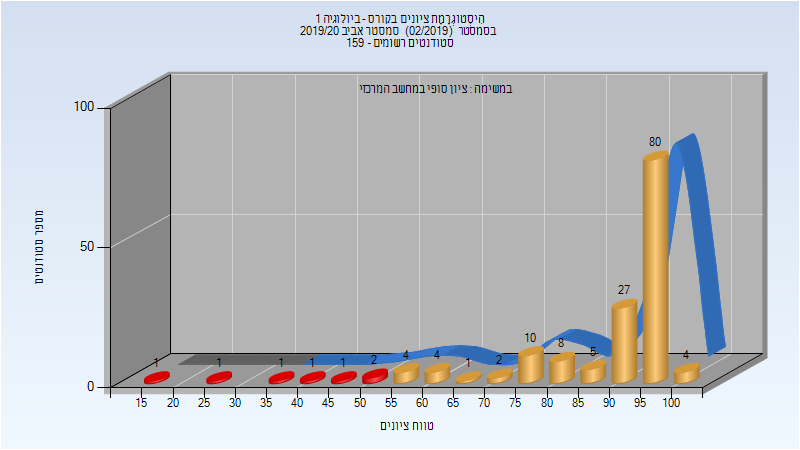 היסטוגרמת ציונים בקורס - ביולוגיה 1
בסמסטר (02/2019) סמסטר אביב 2019/20
סטודנטים רשומים - 159
במשימה : ציון סופי במחשב המרכזי
מספר סטודנטים
100
50
0
1 1 1 1 1 2 4 4 1 2 10 8 5 27 80 4
15 20 25 30 35 40 45 50 55 60 65 70 75 80 85 90 95 100
טווח ציונים